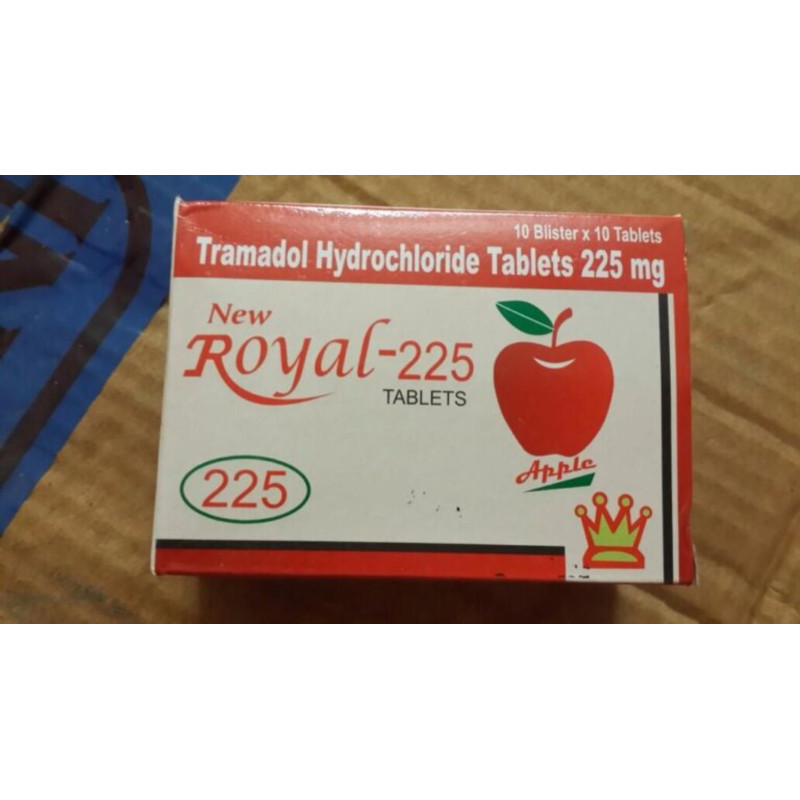 10 Blister x 10 Tablets
Tramadol Hydrochloride Tablets 225 mg
New
Royal-225
TABLETS
225
Apple